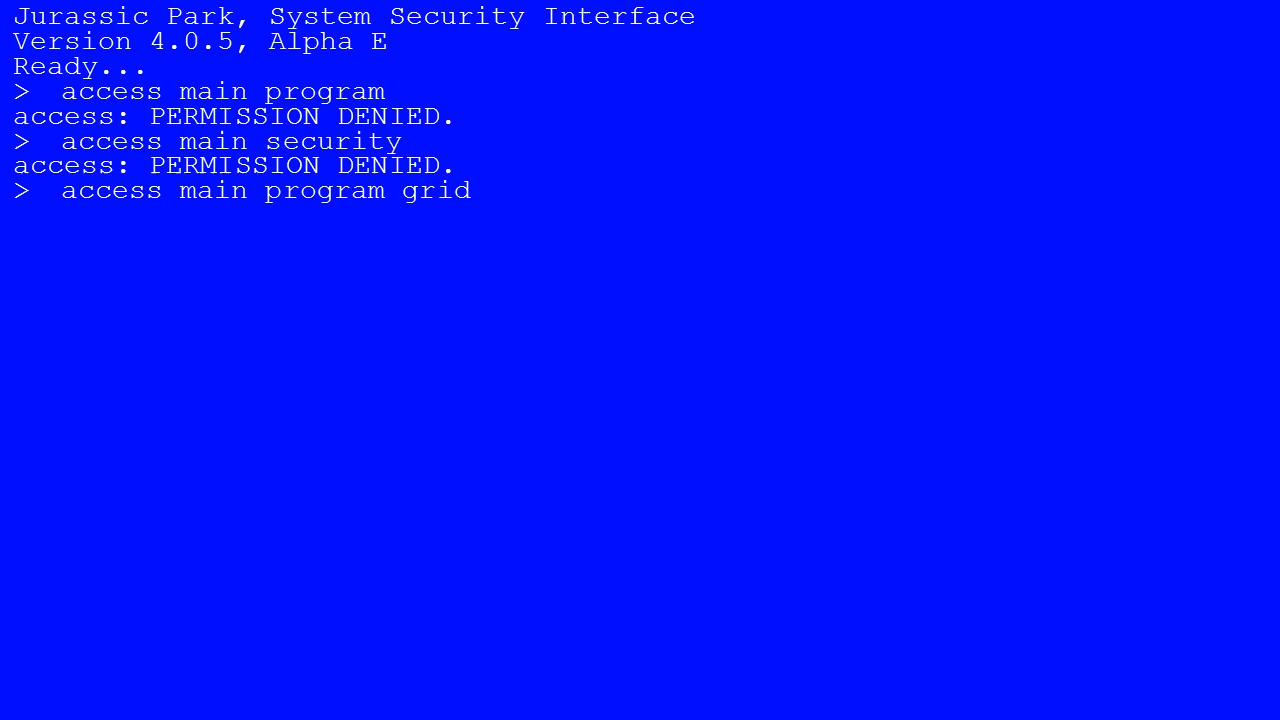 Jurassic Park, System Security Interface
Version 4.0.5, Alpha E
Ready...
>  access main program
access: PERMISSION DENIED.
>  access main security
access: PERMISSION DENIED.
>  access main program grid